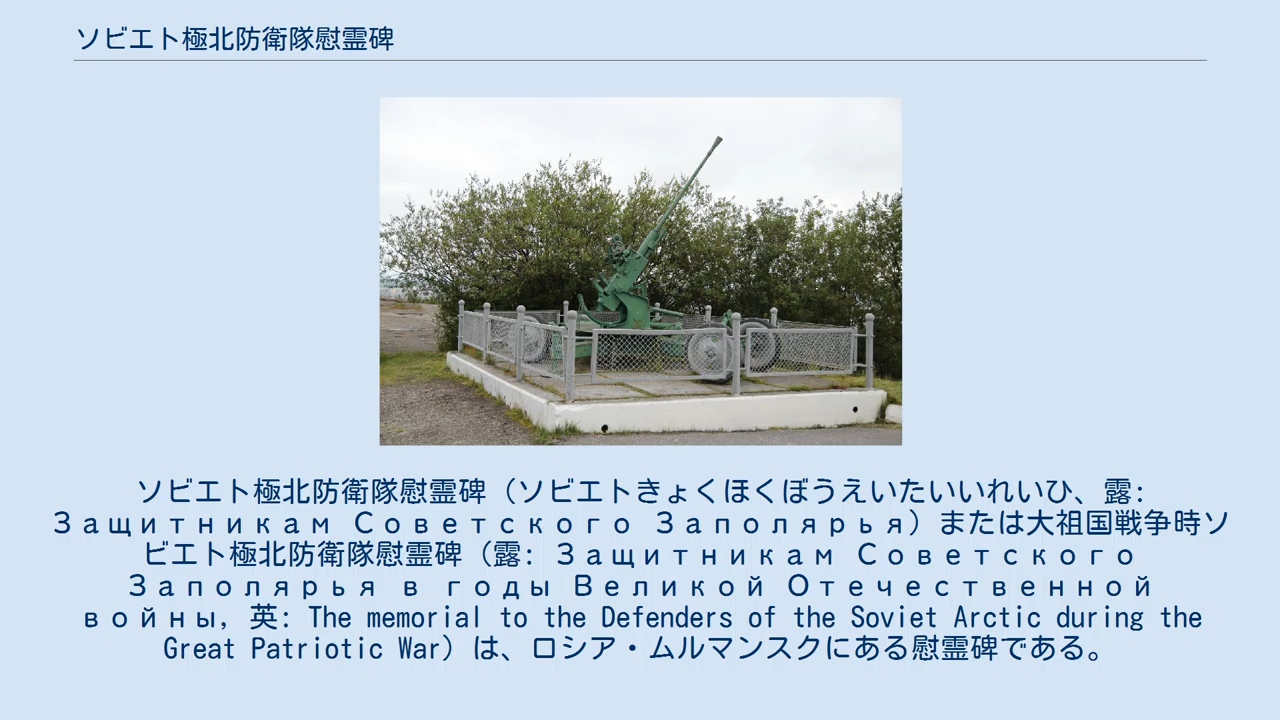 ソビエト極北防衛隊慰霊碑
ソビエト極北防衛隊慰霊碑（ソビエトきょくほくぼうえいたいいれいひ、露:
Защитникам Советского Заполярья）または大祖国戦争時ソ
ビエト極北防衛隊慰霊碑（露: Защитникам Советского
Заполярья в годы Великой Отечественной
войны, 英: The memorial to the Defenders of the Soviet Arctic during the
Great Patriotic War）は、ロシア・ムルマンスクにある慰霊碑である。